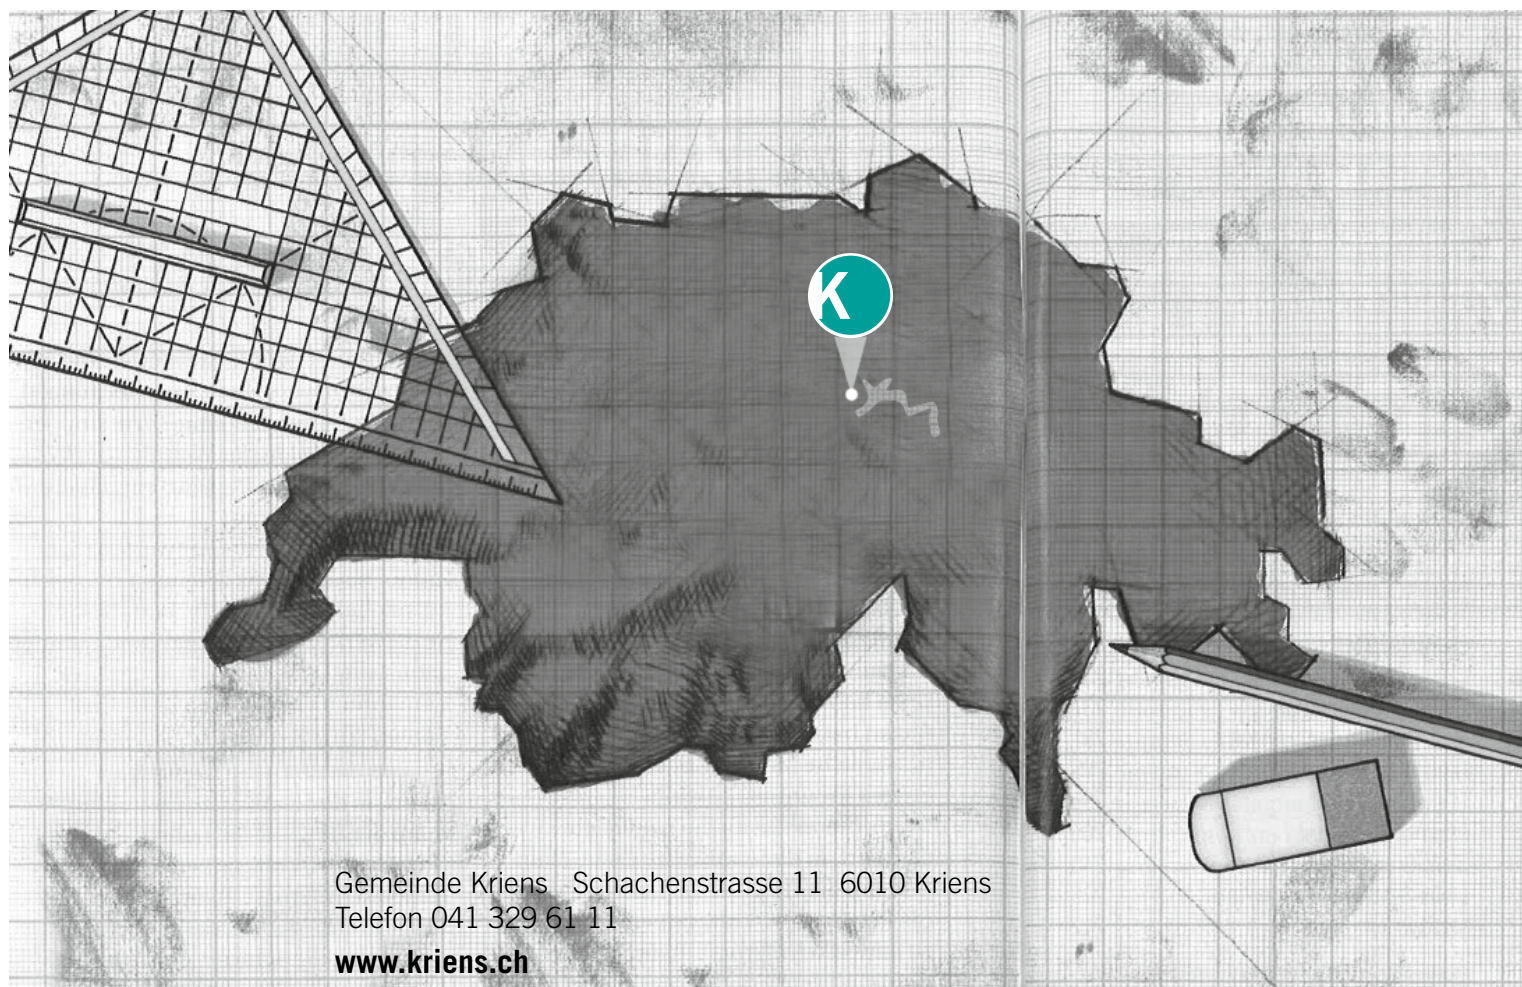 K
Gemeinde Kriens Schachenstrasse 11 6010 Kriens
Telefon 041 329 61 11
www.kriens.ch